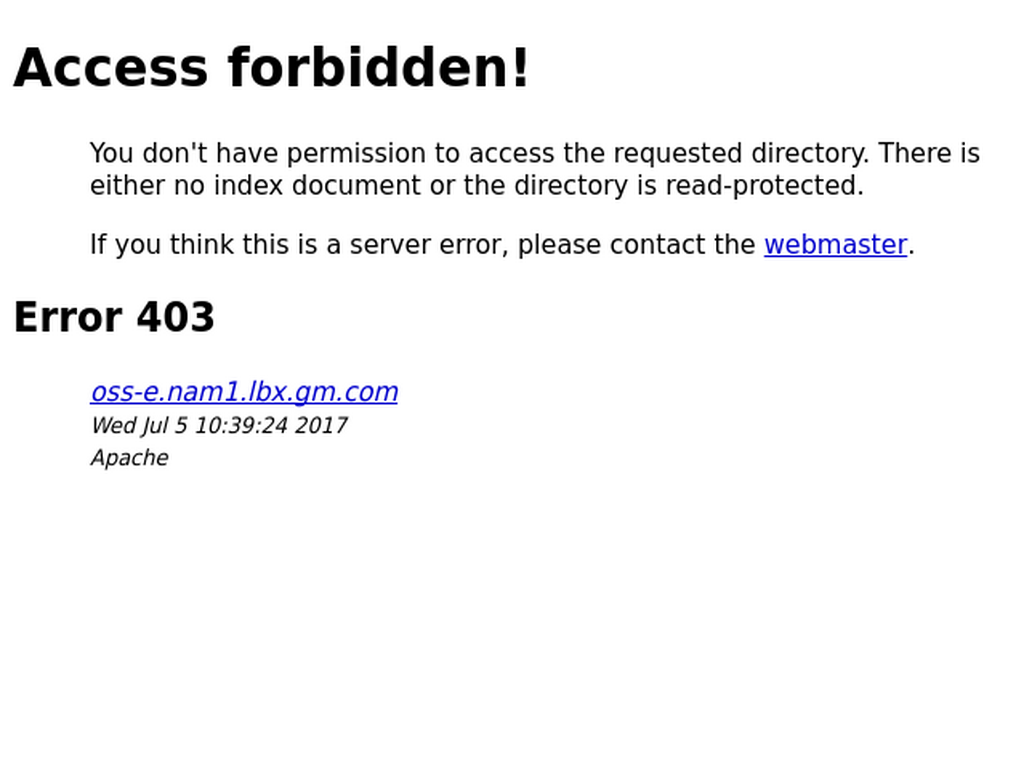 Access forbidden!
You don't have permission to access the requested directory. There is
either no index document or the directory is read-protected.
If you think this is a server error, please contact the webmaster.
Error 403
oss-e.nam1.lbx.gm.com
Wed Jul 5 10:39:24 2017
Apache